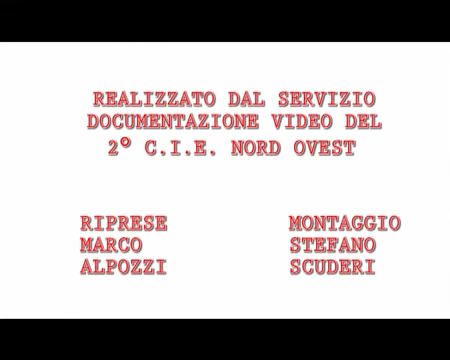 REALIZZATO DAL SERVIZIO
DOCUMENTAZIONE VIDEO DEL
2° C.I.E. NORD OVEST
RIPRESE
MARCO
ALPOZZI
MONTAGGIO
STEFANO
SCUDERI